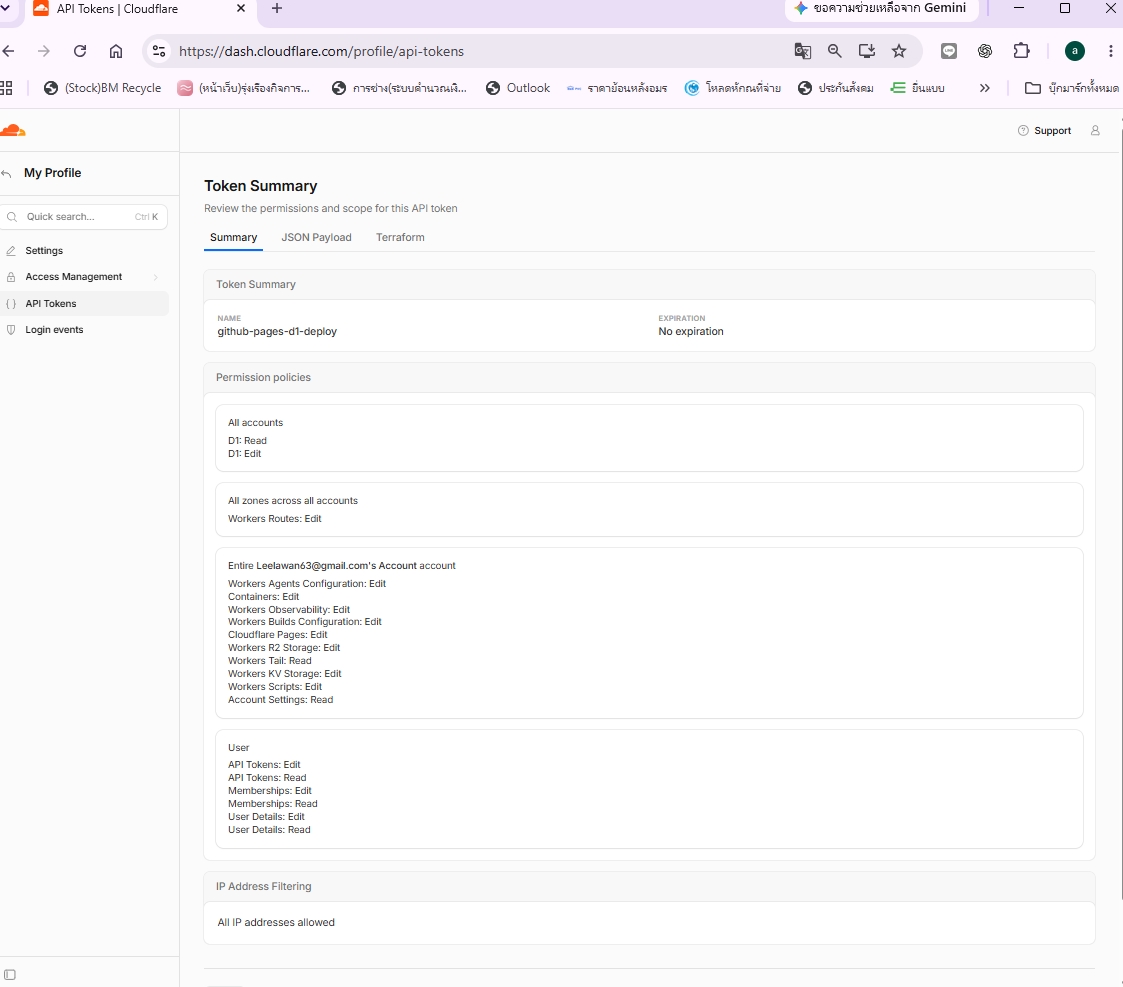 API Tokens | Cloudflare
ขอความช่วยเหลือจาก Gemini
https://dash.cloudflare.com/profile/api-tokens
a
(Stock)BM Recycle
(หน้าเว็บ)รุ่งเรืองกิจการ...
การช่าง(ระบบคำนวณเ...
Outlook
ราคาย้อนหลังอมร
โหลดหักณที่จ่าย
ประกันสังคม
ยื่นแบบ
บุ๊กมาร์กทั้งหมด
Support
My Profile
Quick search... Ctrl K
Settings
Access Management
API Tokens
Login events
Token Summary
Review the permissions and scope for this API token
Summary JSON Payload Terraform
Token Summary
NAME EXPIRATION
github-pages-d1-deploy No expiration
Permission policies
All accounts
D1: Read
D1: Edit
All zones across all accounts
Workers Routes: Edit
Entire Leelawan63@gmail.com's Account account
Workers Agents Configuration: Edit
Containers: Edit
Workers Observability: Edit
Workers Builds Configuration: Edit
Cloudflare Pages: Edit
Workers R2 Storage: Edit
Workers Tail: Read
Workers KV Storage: Edit
Workers Scripts: Edit
Account Settings: Read
User
API Tokens: Edit
API Tokens: Read
Memberships: Edit
Memberships: Read
User Details: Edit
User Details: Read
IP Address Filtering
All IP addresses allowed